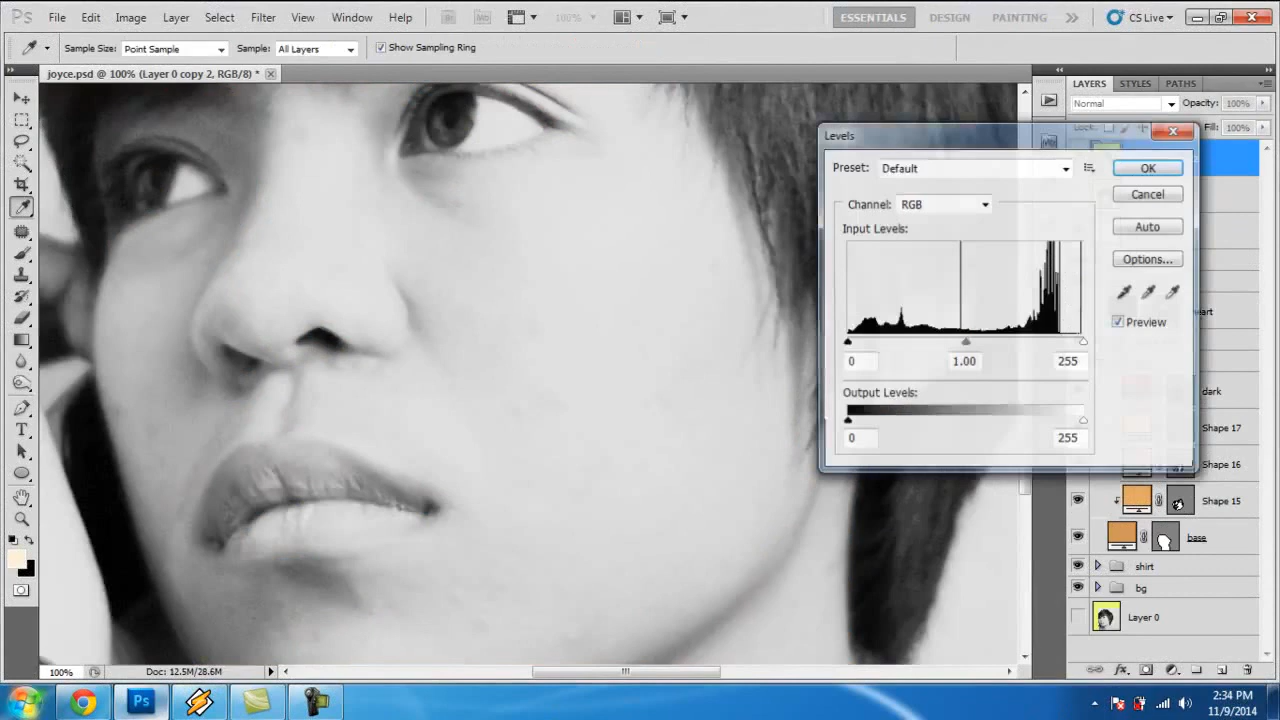 Ps File Edit Image Layer Select Filter View Window Help Br Mb 100% ESSENTIALS DESIGN PAINTING CS Live
Sample Size: Point Sample Sample: All Layers Show Sampling Ring
joyce.psd @ 100% (Layer 0 copy 2, RGB/8) *
LAYERS STYLES PATHS
Normal Opacity: 100%
Lock: Fill: 100%
Levels
Preset: Default OK
Cancel
Channel: RGB
Auto
Input Levels:
Options...
Preview
0 1.00 255
Output Levels:
0 255
dark
Shape 17
Shape 16
Shape 15
base
shirt
bg
Layer 0
100% Doc: 12.5M/28.6M
Ps
2:34 PM
11/9/2014